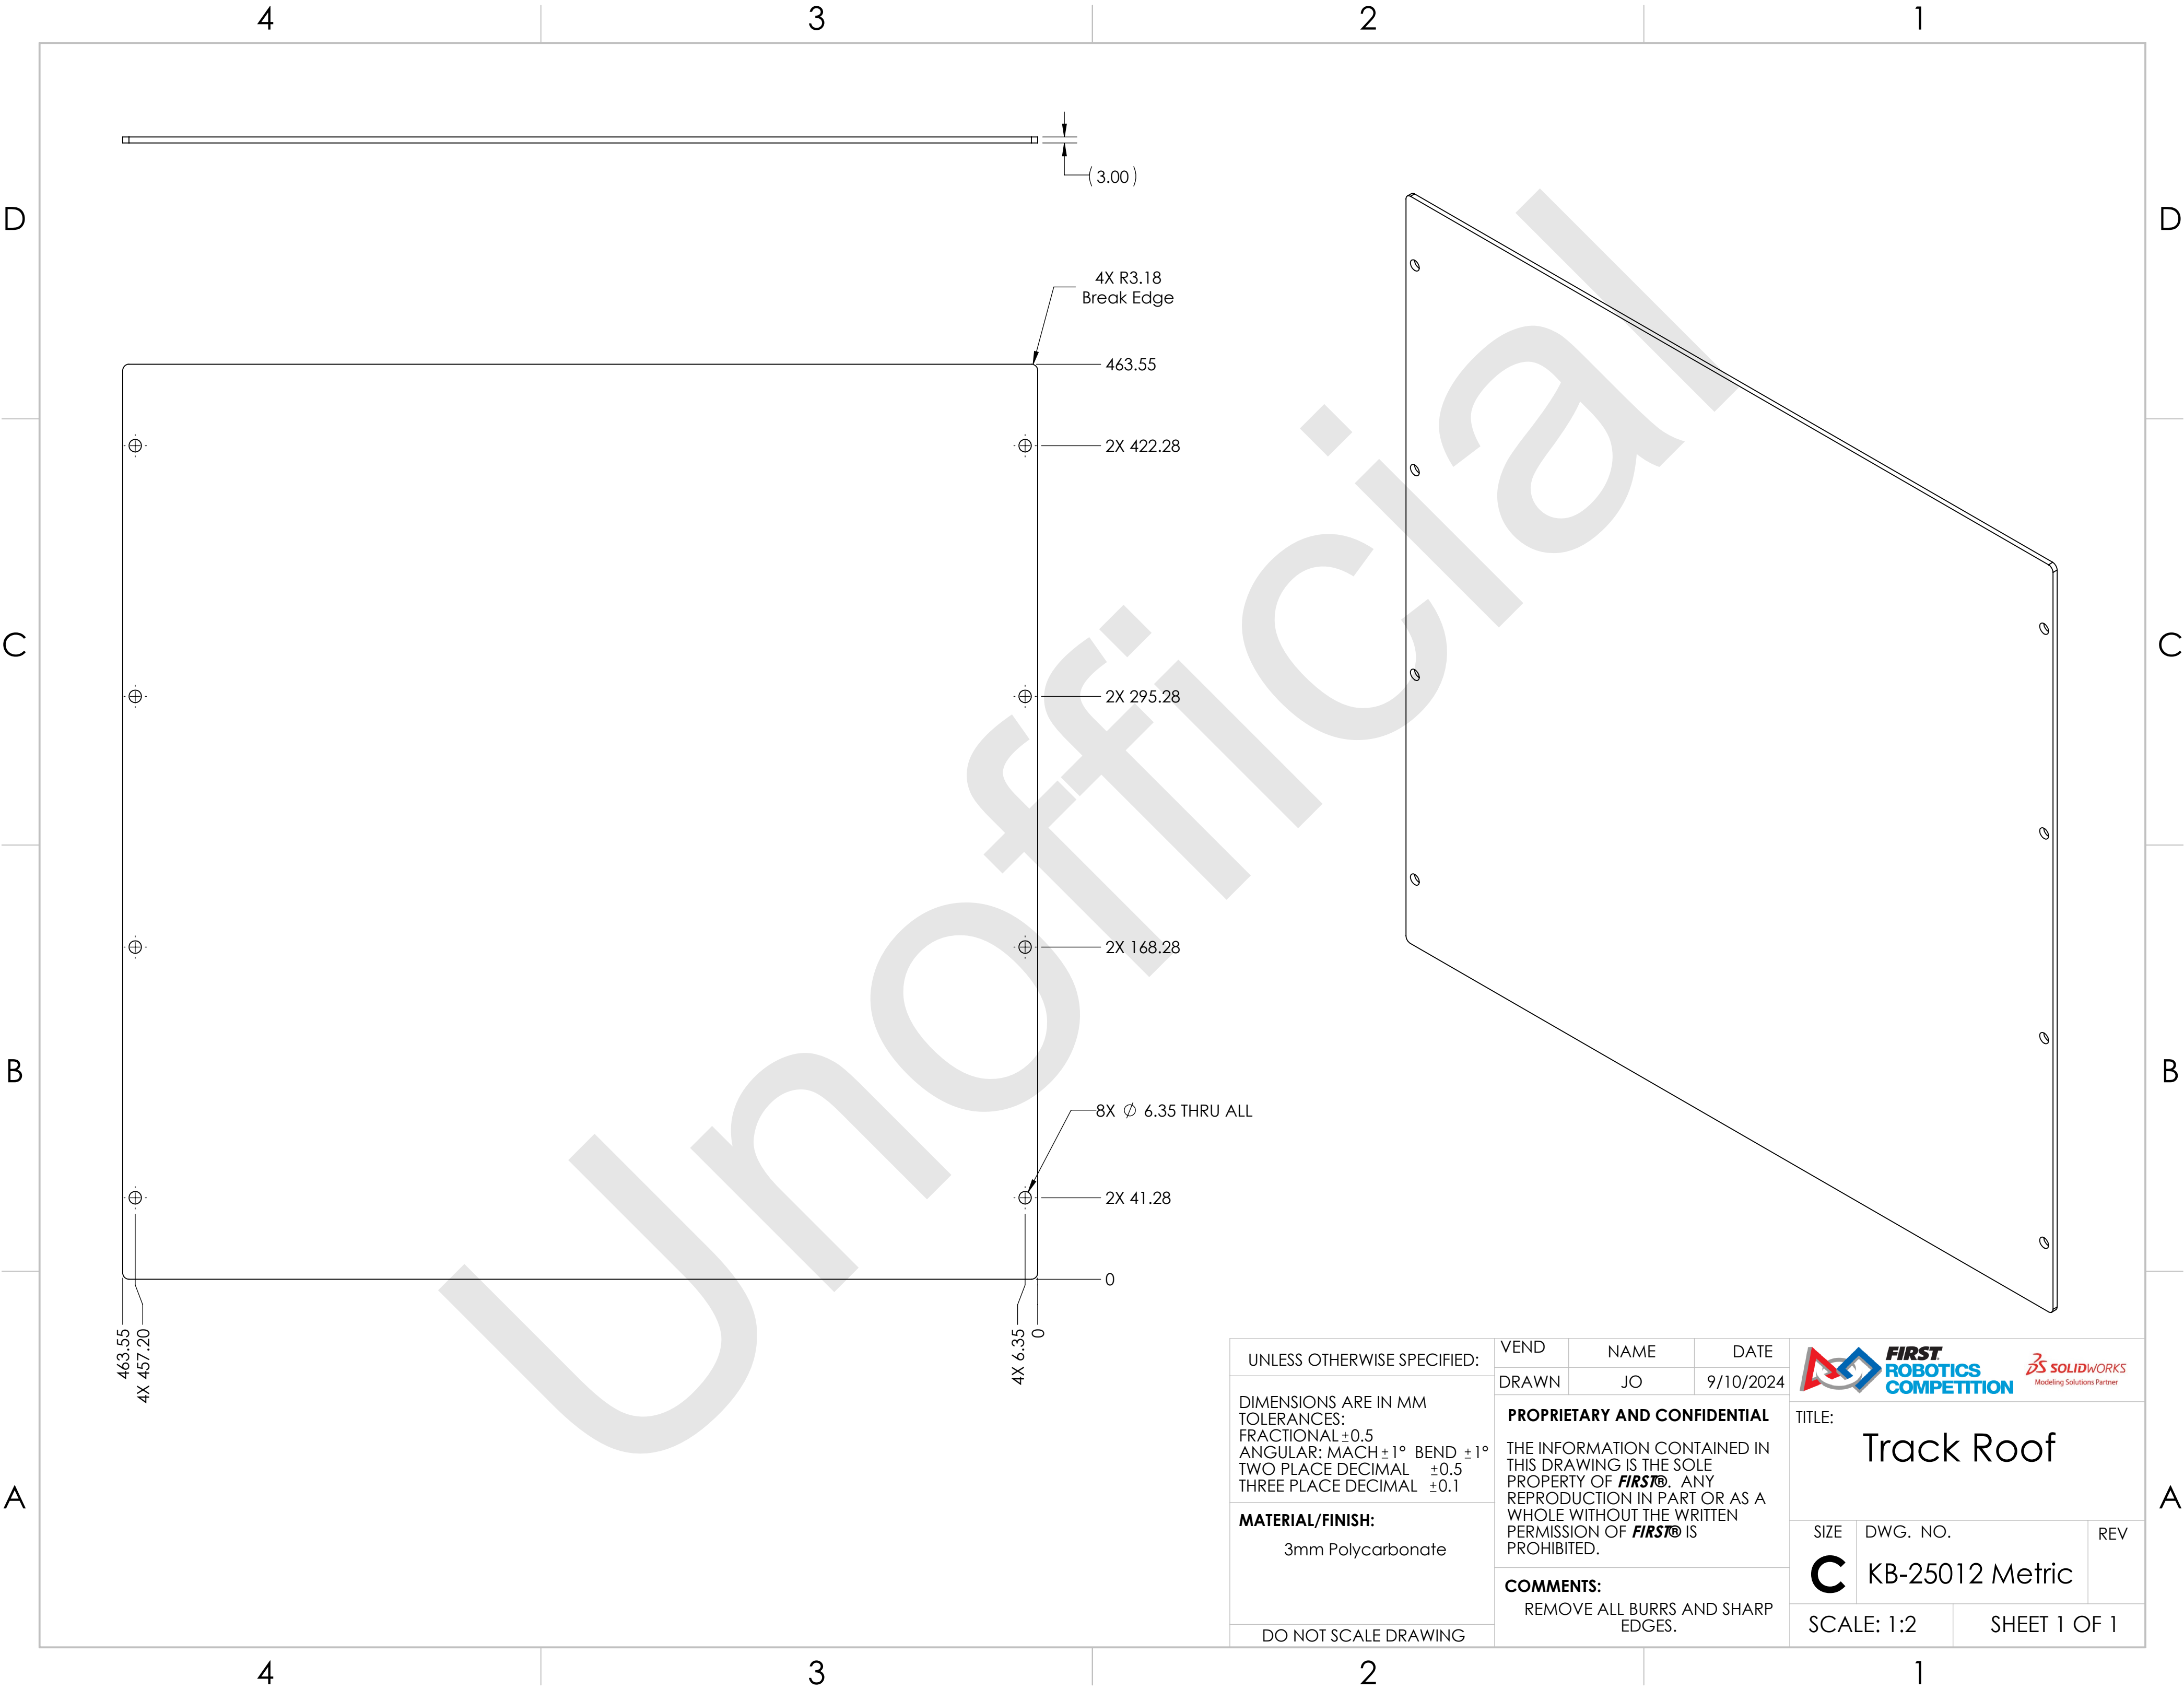 4 3 2 1
(3.00)
D D
4X R3.18
Break Edge
463.55
2X 422.28
C C
2X 295.28
2X 168.28
B B
8X ∅ 6.35 THRU ALL
2X 41.28
0
463.55
4X 457.20
4X 6.35
0
Unofficial
UNLESS OTHERWISE SPECIFIED:
DIMENSIONS ARE IN MM
TOLERANCES:
FRACTIONAL±0.5
ANGULAR: MACH±1° BEND ±1°
TWO PLACE DECIMAL ±0.5
THREE PLACE DECIMAL ±0.1
MATERIAL/FINISH:
3mm Polycarbonate
DO NOT SCALE DRAWING
VEND NAME DATE
DRAWN JO 9/10/2024
PROPRIETARY AND CONFIDENTIAL
THE INFORMATION CONTAINED IN
THIS DRAWING IS THE SOLE
PROPERTY OF FIRST®. ANY
REPRODUCTION IN PART OR AS A
WHOLE WITHOUT THE WRITTEN
PERMISSION OF FIRST® IS
PROHIBITED.
COMMENTS:
REMOVE ALL BURRS AND SHARP
EDGES.
FIRST
ROBOTICS
COMPETITION
SOLIDWORKS
Modeling Solutions Partner
TITLE:
Track Roof
SIZE DWG. NO. REV
C KB-25012 Metric
SCALE: 1:2 SHEET 1 OF 1
A A
4 3 2 1